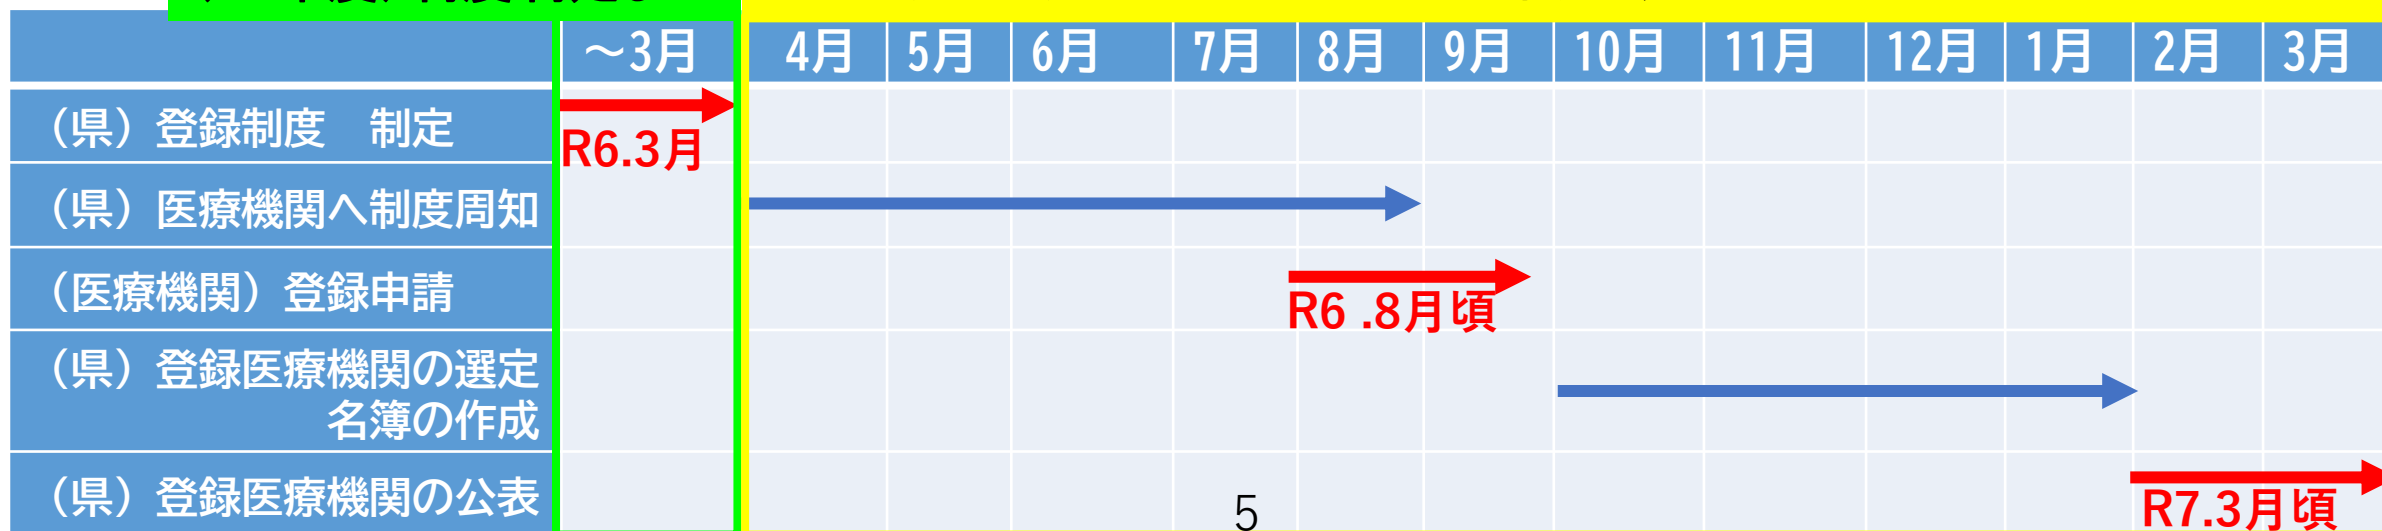 ～3月 4月 5月 6月 7月 8月 9月 10月 11月 12月 1月 2月 3月
（県）登録制度　制定
R6.3月
（県）医療機関へ制度周知
（医療機関）登録申請
R6 .8月頃
（県）登録医療機関の選定
名簿の作成
（県）登録医療機関の公表
R7.3月頃
5